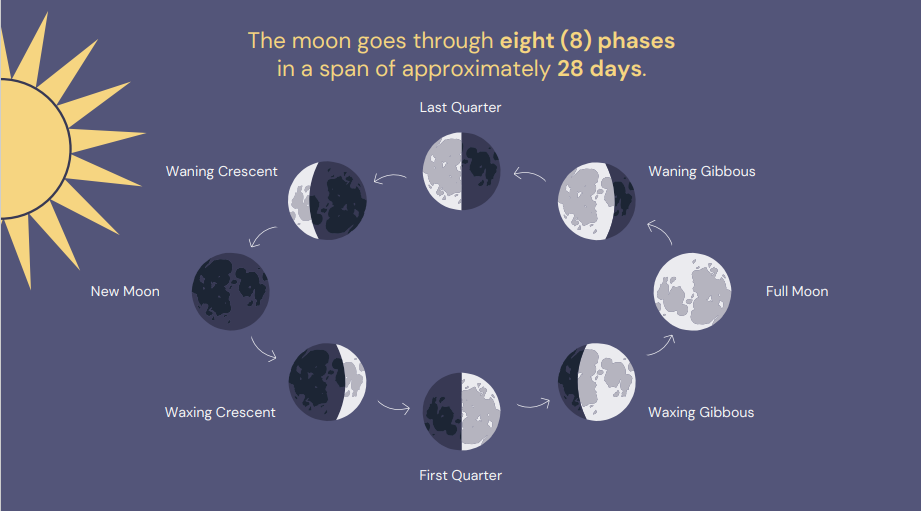 The moon goes through eight (8) phases
in a span of approximately 28 days.
Last Quarter
Waning Crescent
Waning Gibbous
New Moon
Full Moon
Waxing Crescent
Waxing Gibbous
First Quarter